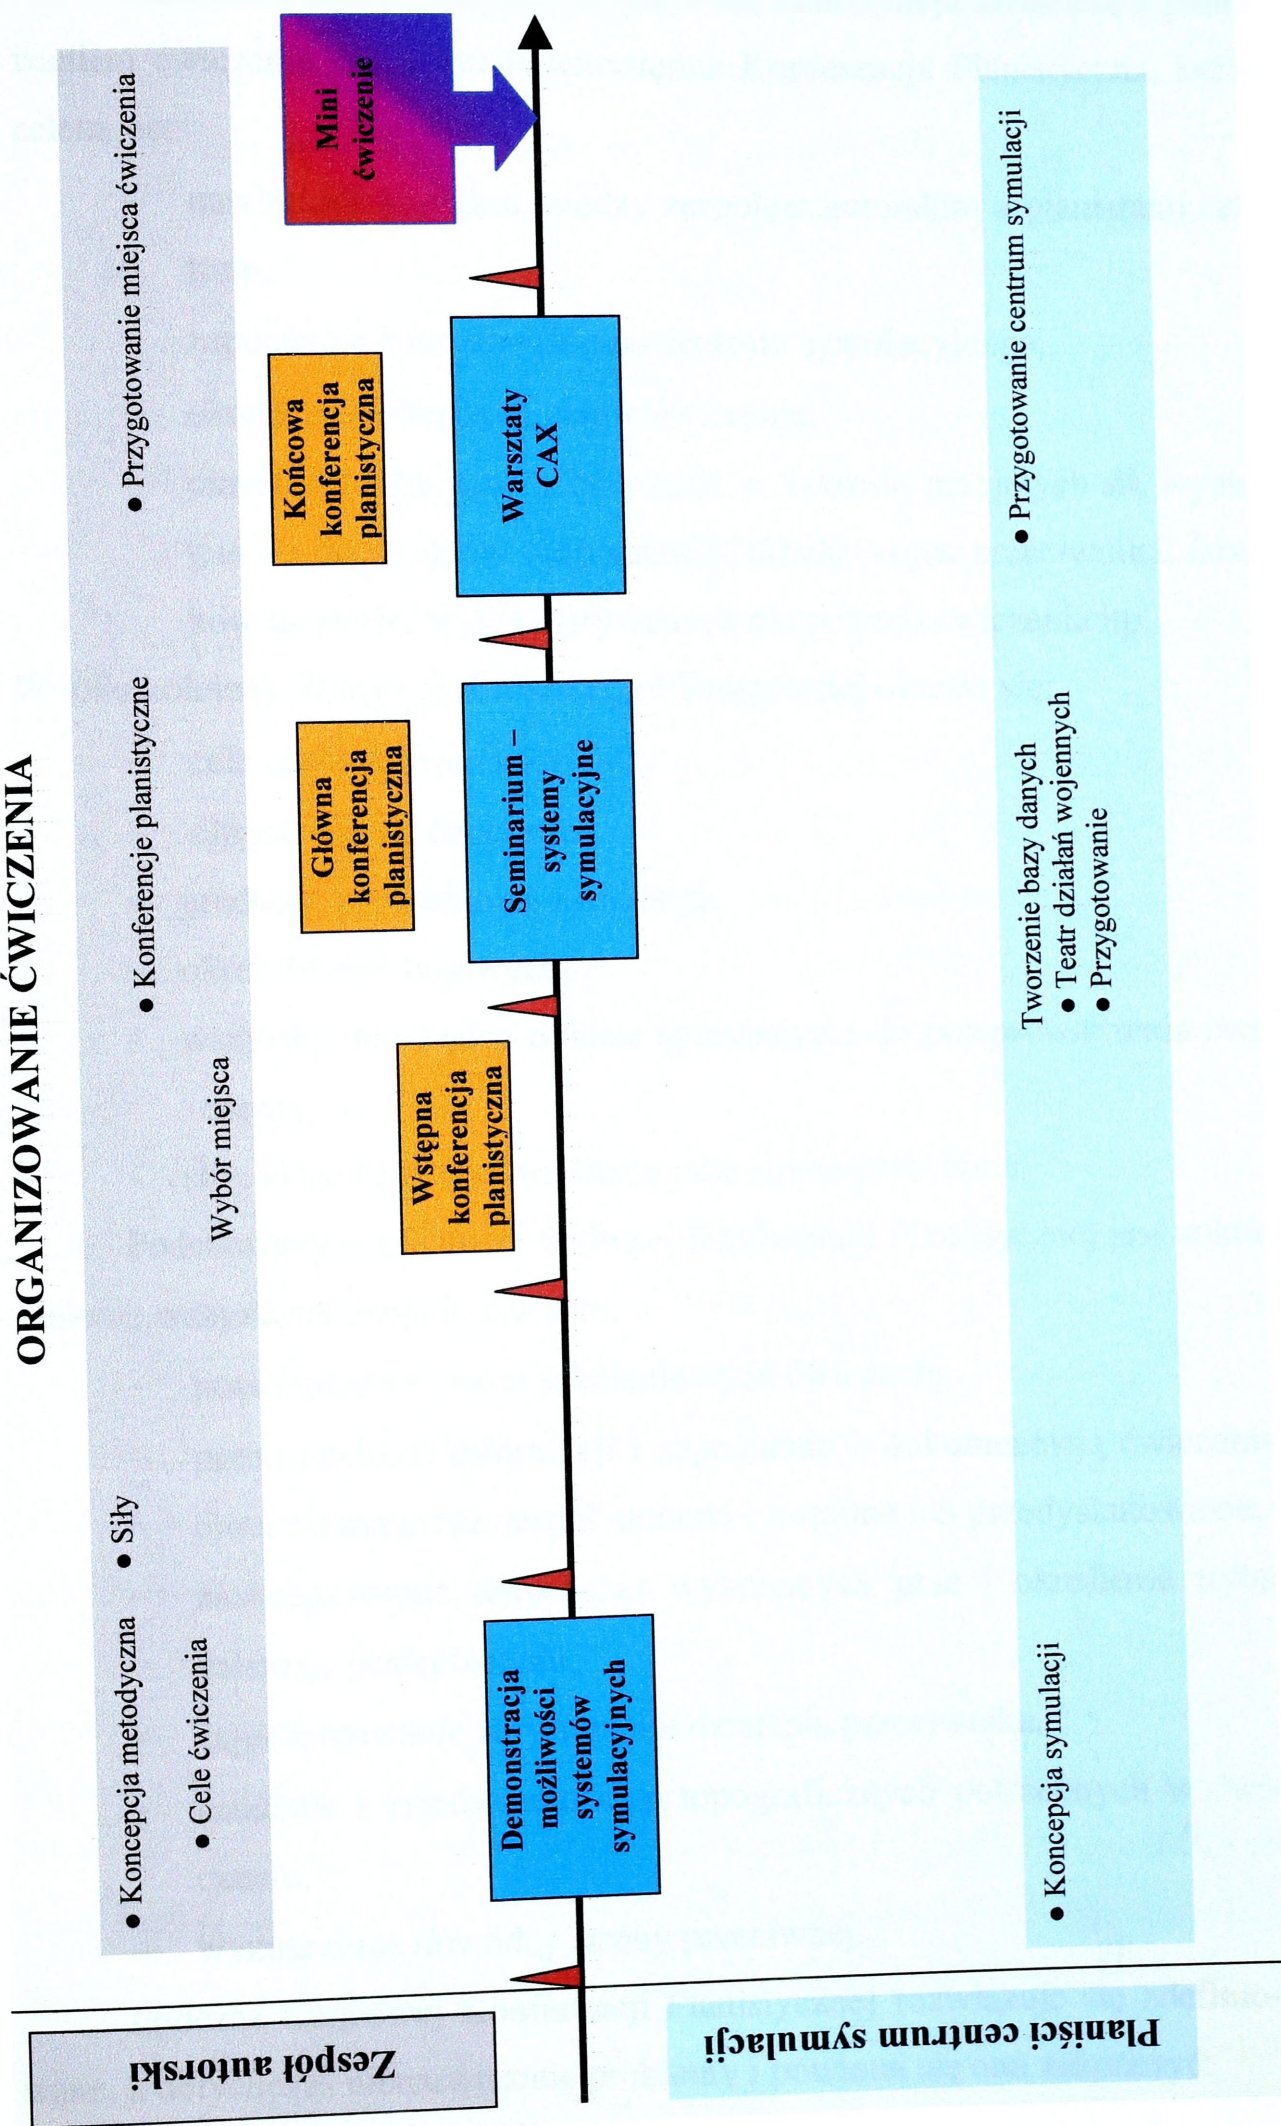 ORGANIZOWANIE ĆWICZENIA
Zespół autorski
● Koncepcja metodyczna
● Siły
● Cele ćwiczenia
Wybór miejsca
● Konferencje planistyczne
● Przygotowanie miejsca ćwiczenia
Wstępna
konferencja
planistyczna
Główna
konferencja
planistyczna
Końcowa
konferencja
planistyczna
Mini
ćwiczenie
Demonstracja
możliwości
systemów
symulacyjnych
Seminarium –
systemy
symulacyjne
Warsztaty
CAX
Planiści centrum symulacji
● Koncepcja symulacji
Tworzenie bazy danych
● Teatr działań wojennych
● Przygotowanie
● Przygotowanie centrum symulacji